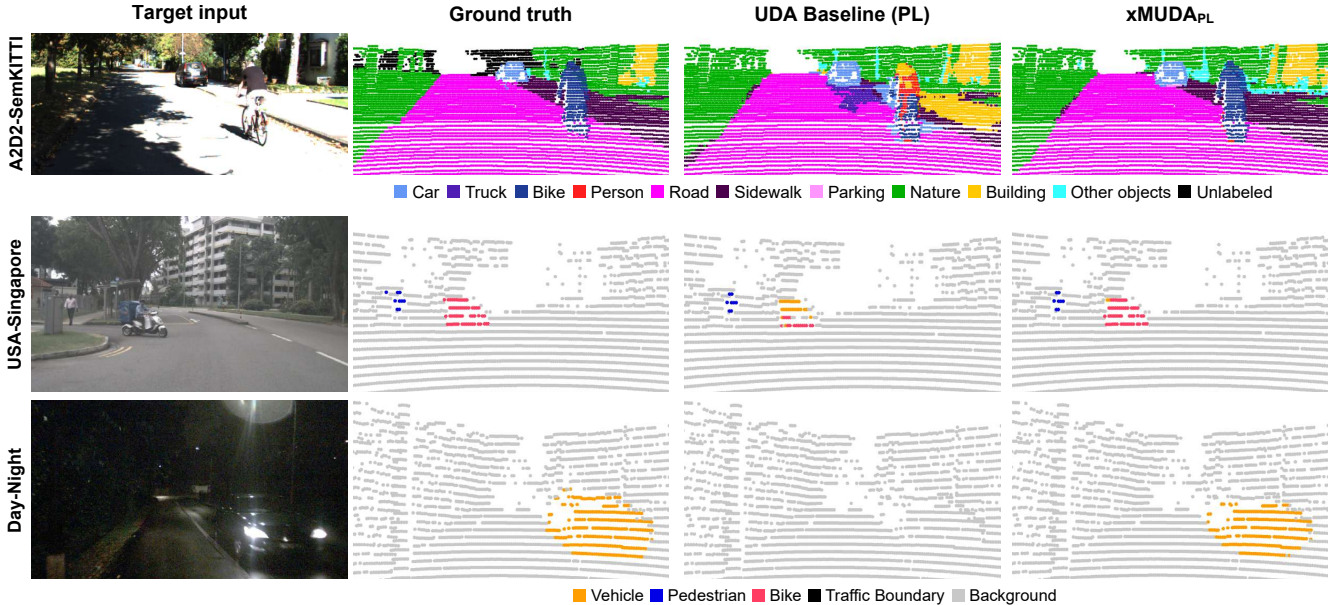 Target input Ground truth UDA Baseline (PL) xMUDAPL
A2D2-SemKITTI
Car Truck Bike Person Road Sidewalk Parking Nature Building Other objects Unlabeled
USA-Singapore
Day-Night
Vehicle Pedestrian Bike Traffic Boundary Background